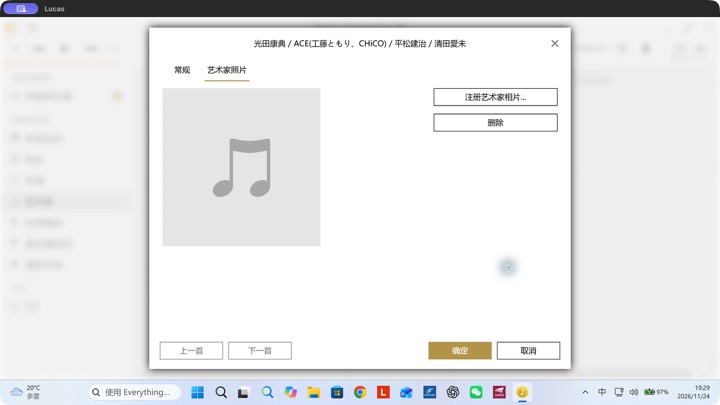 Lucas
光田康典 / ACE(工藤ともり、CHiCO) / 平松建治 / 清田愛未
常规
艺术家照片
注册艺术家相片...
删除
上一首
下一首
确定
取消
20°C
多雲
使用 Everything...
中
97%
19:29
2026/11/24